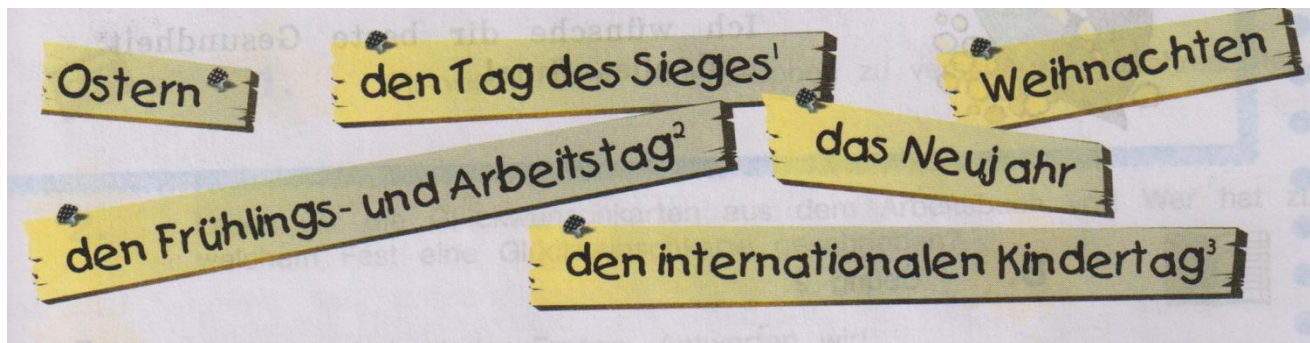 Ostern
den Tag des Sieges¹
Weihnachten
den Frühlings- und Arbeitstag²
das Neujahr
den internationalen Kindertag³